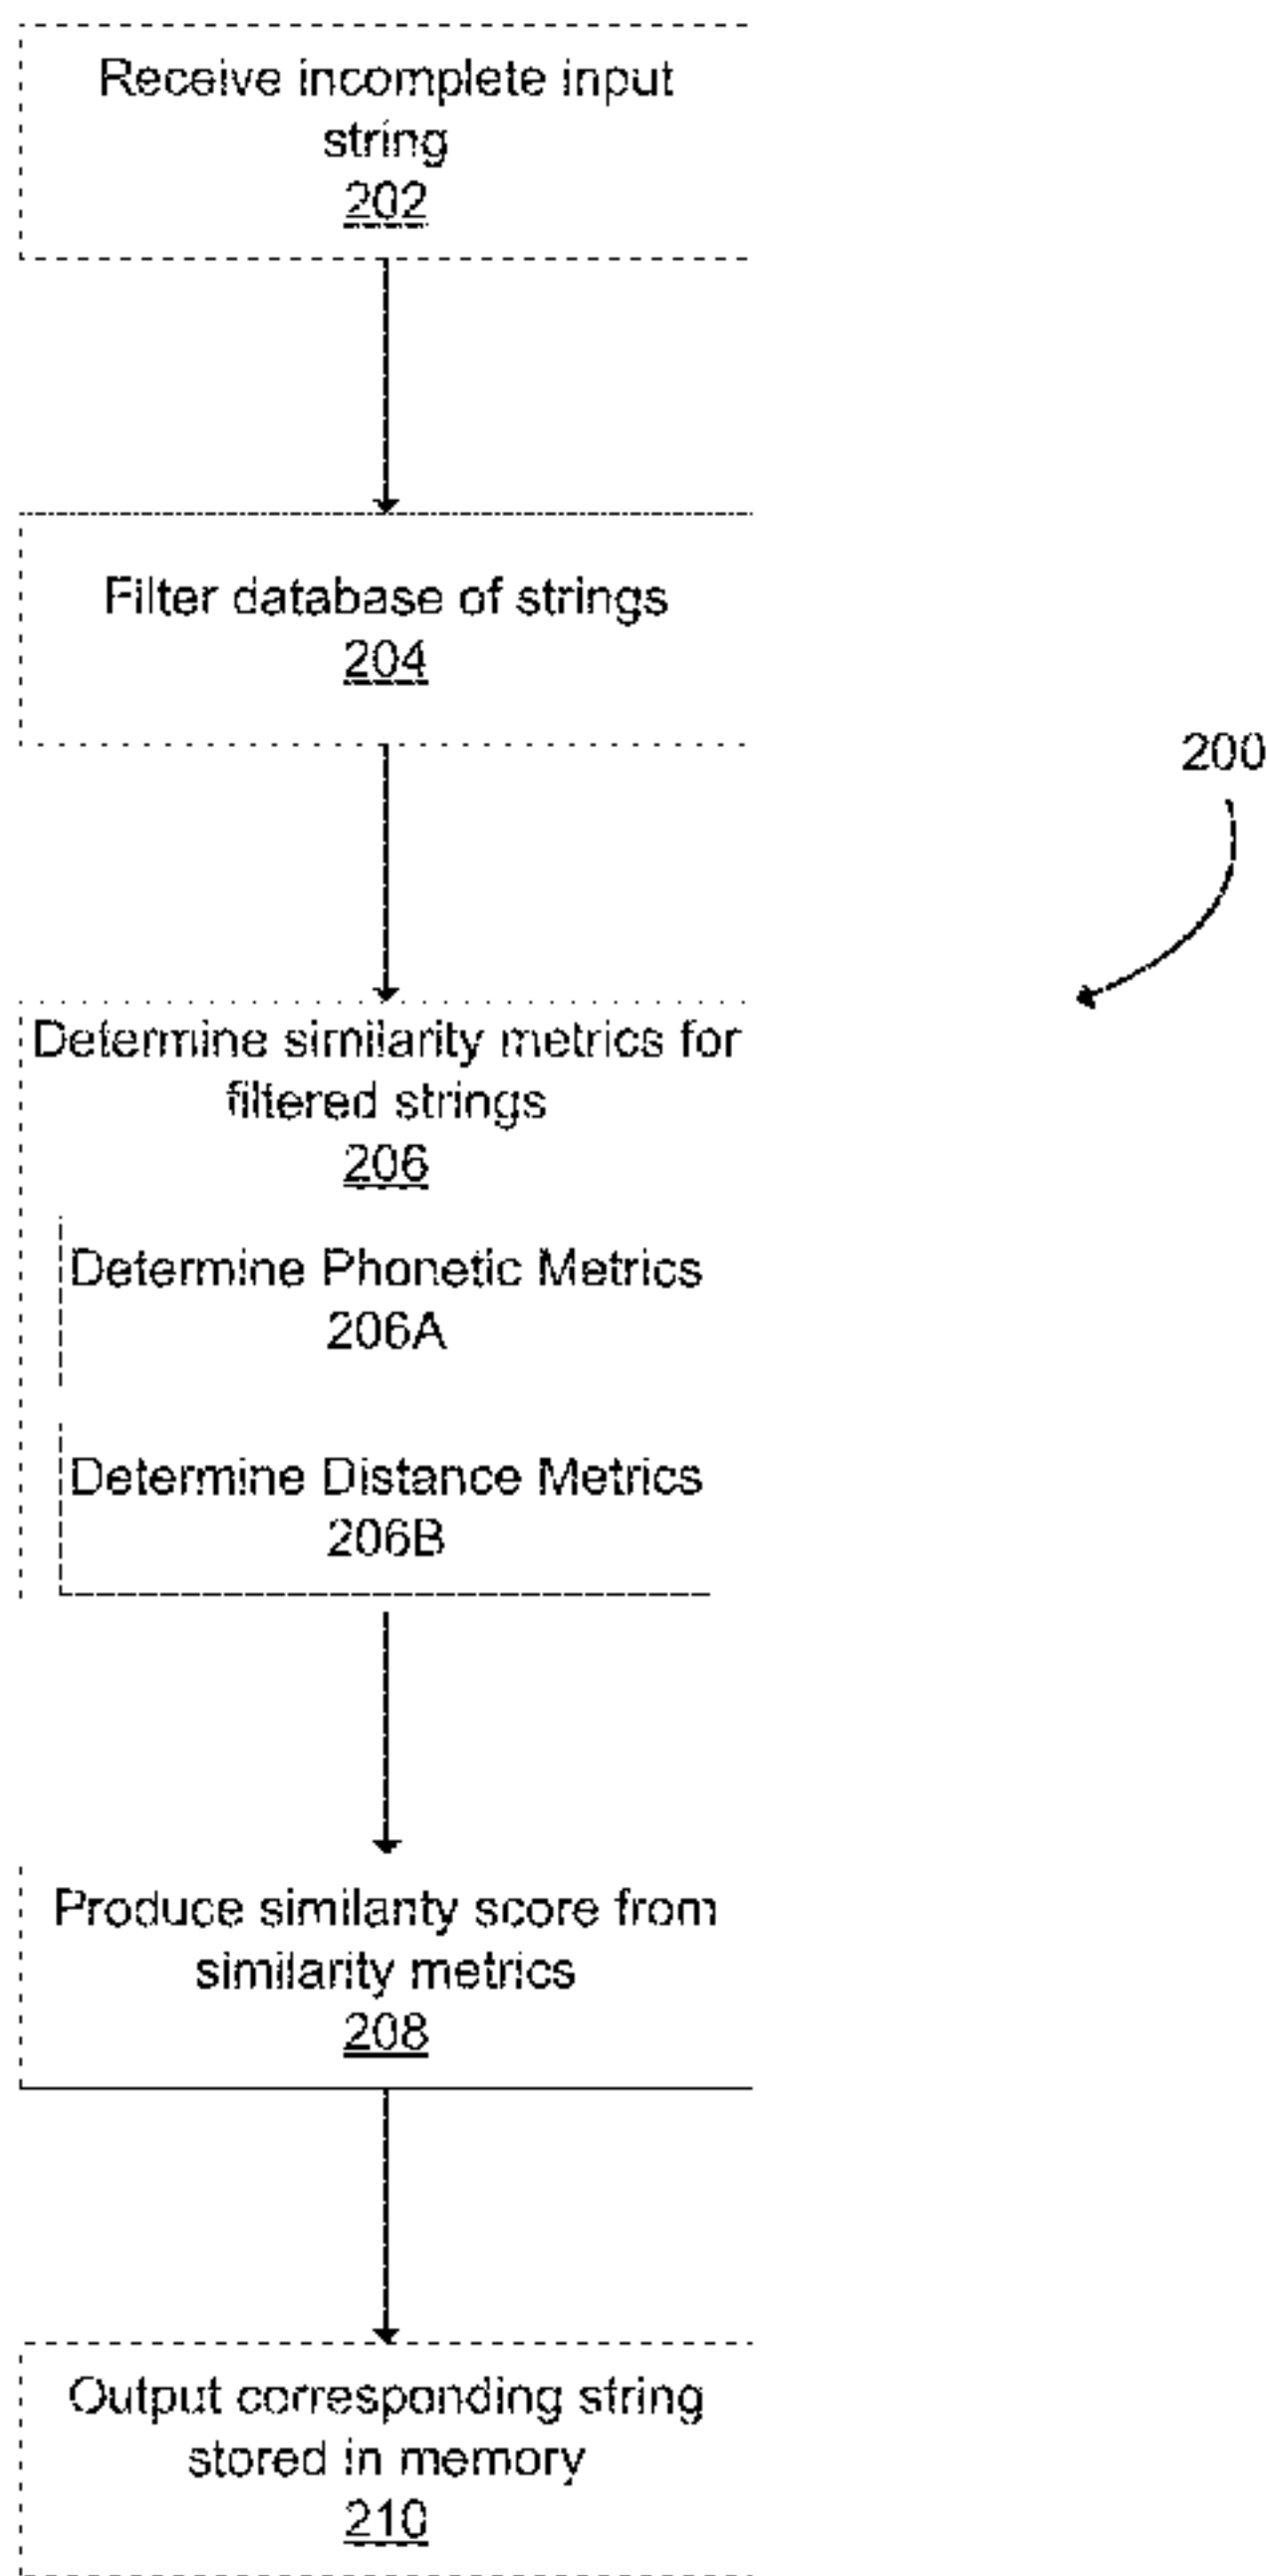 Receive incomplete input
string
202
Filter database of strings
204
200
Determine similarity metrics for
filtered strings
206
Determine Phonetic Metrics
206A
Determine Distance Metrics
206B
Produce similarity score from
similarity metrics
208
Output corresponding string
stored in memory
210